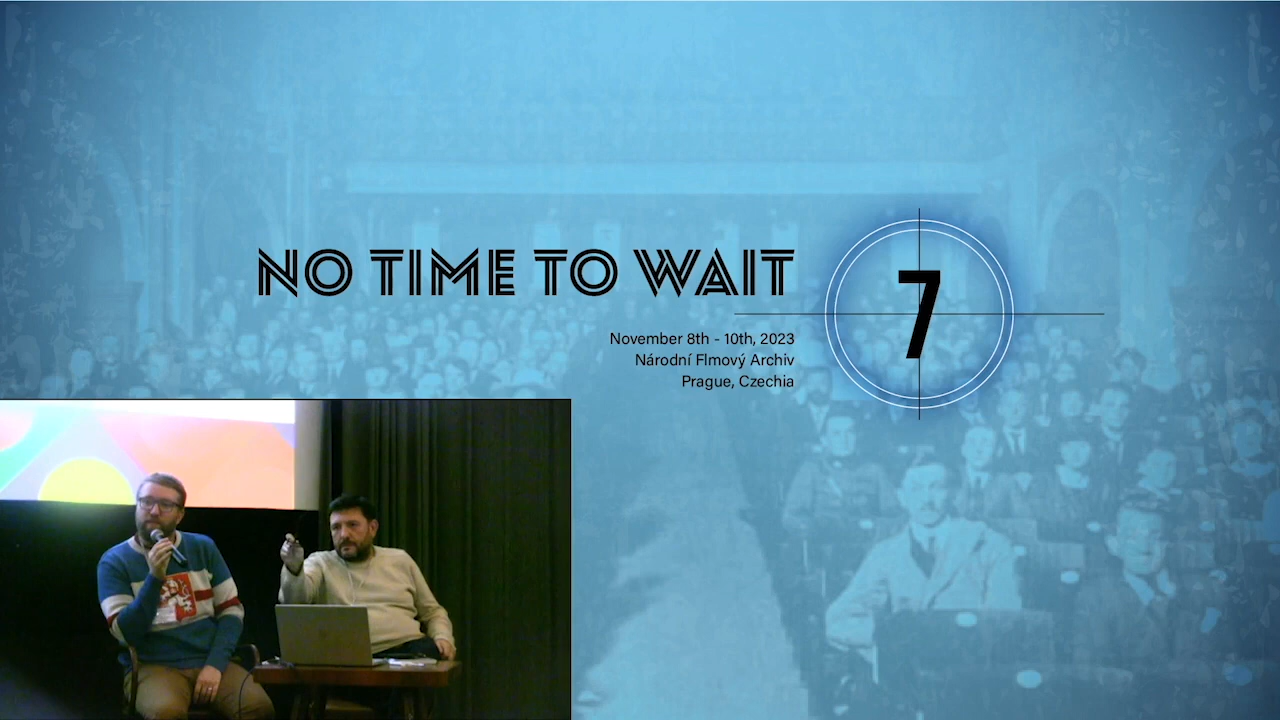 NO TIME TO WAIT
7
November 8th - 10th, 2023
Národní Flmový Archiv
Prague, Czechia